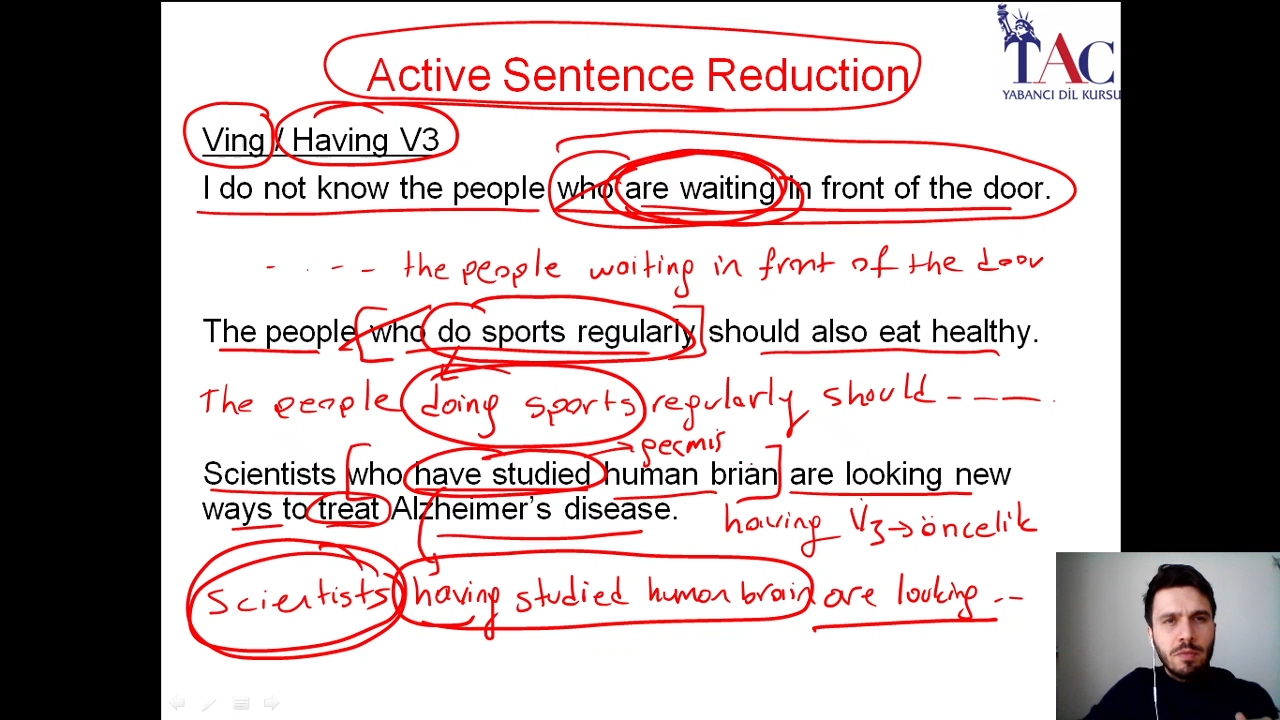 Active Sentence Reduction
TAC
YABANCI DİL KURSU
Ving / Having V3
I do not know the people who are waiting in front of the door.
- . - - the people waiting in front of the door
The people who do sports regularly should also eat healthy.
The people doing sports regularly should - - - .
geçmiş
Scientists who have studied human brian are looking new
ways to treat Alzheimer's disease.
having V3 → öncelik
Scientists having studied human brain are looking --